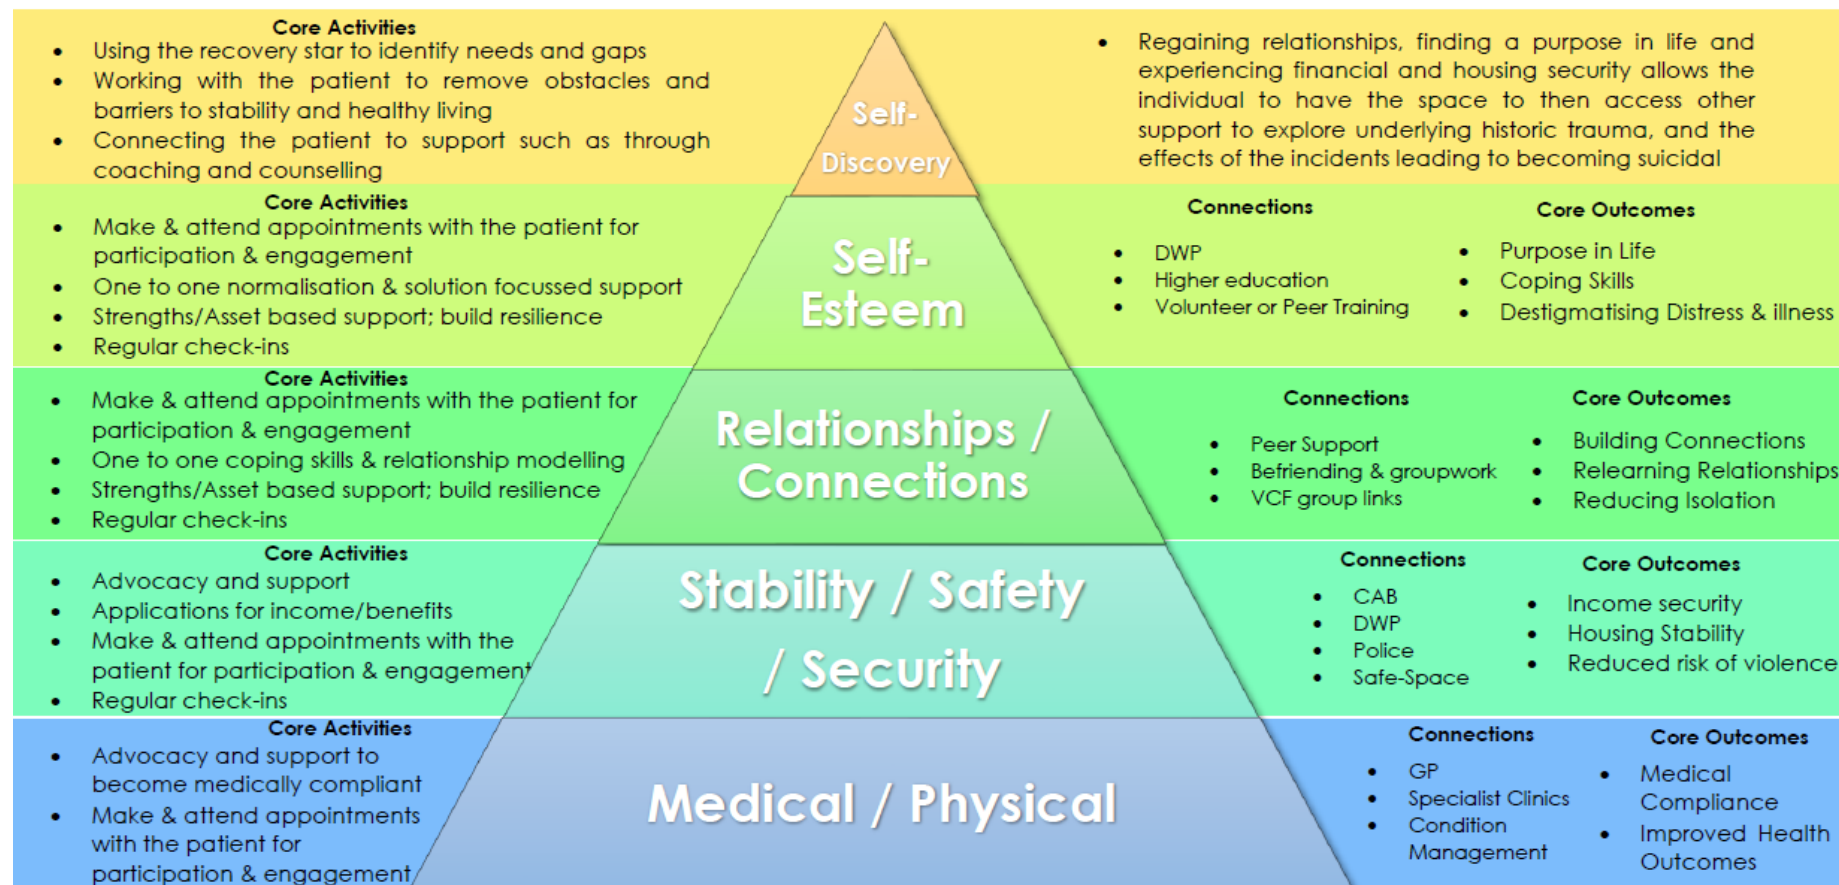 Core Activities
• Using the recovery star to identify needs and gaps
• Working with the patient to remove obstacles and
barriers to stability and healthy living
• Connecting the patient to support such as through
coaching and counselling
Self-
Discovery
• Regaining relationships, finding a purpose in life and
experiencing financial and housing security allows the
individual to have the space to then access other
support to explore underlying historic trauma, and the
effects of the incidents leading to becoming suicidal
Core Activities
• Make & attend appointments with the patient for
participation & engagement
• One to one normalisation & solution focussed support
• Strengths/Asset based support; build resilience
• Regular check-ins
Self-
Esteem
Connections
• DWP
• Higher education
• Volunteer or Peer Training
Core Outcomes
• Purpose in Life
• Coping Skills
• Destigmatising Distress & illness
Core Activities
• Make & attend appointments with the patient for
participation & engagement
• One to one coping skills & relationship modelling
• Strengths/Asset based support; build resilience
• Regular check-ins
Relationships /
Connections
Connections
• Peer Support
• Befriending & groupwork
• VCF group links
Core Outcomes
• Building Connections
• Relearning Relationships
• Reducing Isolation
Core Activities
• Advocacy and support
• Applications for income/benefits
• Make & attend appointments with the
patient for participation & engagement
• Regular check-ins
Stability / Safety
/ Security
Connections
• CAB
• DWP
• Police
• Safe-Space
Core Outcomes
• Income security
• Housing Stability
• Reduced risk of violence
Core Activities
• Advocacy and support to
become medically compliant
• Make & attend appointments
with the patient for
participation & engagement
Medical / Physical
Connections
• GP
• Specialist Clinics
• Condition
Management
Core Outcomes
• Medical
Compliance
• Improved Health
Outcomes